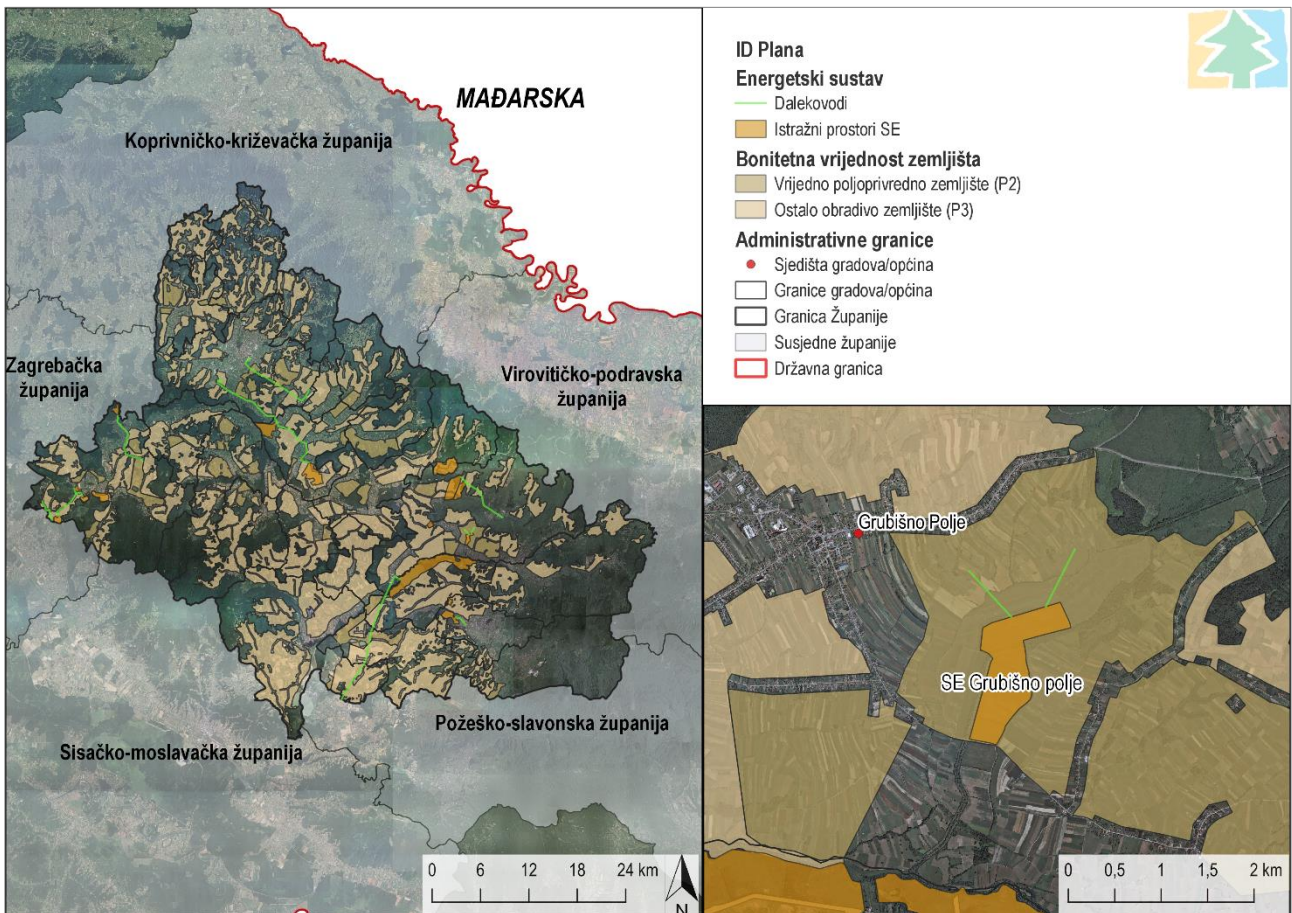 MAĐARSKA
Koprivničko-križevačka županija
Zagrebačka
županija
Virovitičko-podravska
županija
Požeško-slavonska županija
Sisačko-moslavačka županija
0 6 12 18 24 km
N
ID Plana
Energetski sustav
Dalekovodi
Istražni prostori SE
Bonitetna vrijednost zemljišta
Vrijedno poljoprivredno zemljište (P2)
Ostalo obradivo zemljište (P3)
Administrativne granice
Sjedišta gradova/općina
Granice gradova/općina
Granica Županije
Susjedne županije
Državna granica
Grubišno Polje
SE Grubišno polje
0 0,5 1 1,5 2 km